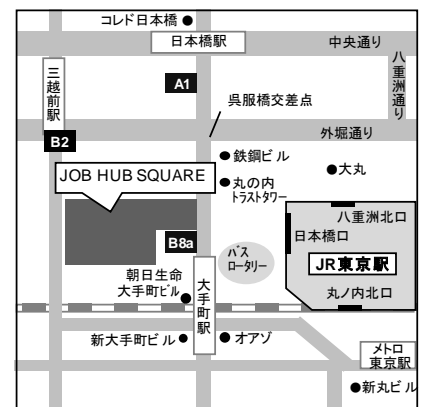 コレド日本橋
日本橋駅
中央通り
三越前駅
A1
八重洲通り
呉服橋交差点
外堀通り
B2
鉄鋼ビル
大丸
JOB HUB SQUARE
丸の内
トラストタワー
八重洲北口
日本橋口
B8a
バス
ロータリー
JR東京駅
朝日生命
大手町ビル
大手町駅
丸ノ内北口
新大手町ビル
オアゾ
メトロ
東京駅
新丸ビル